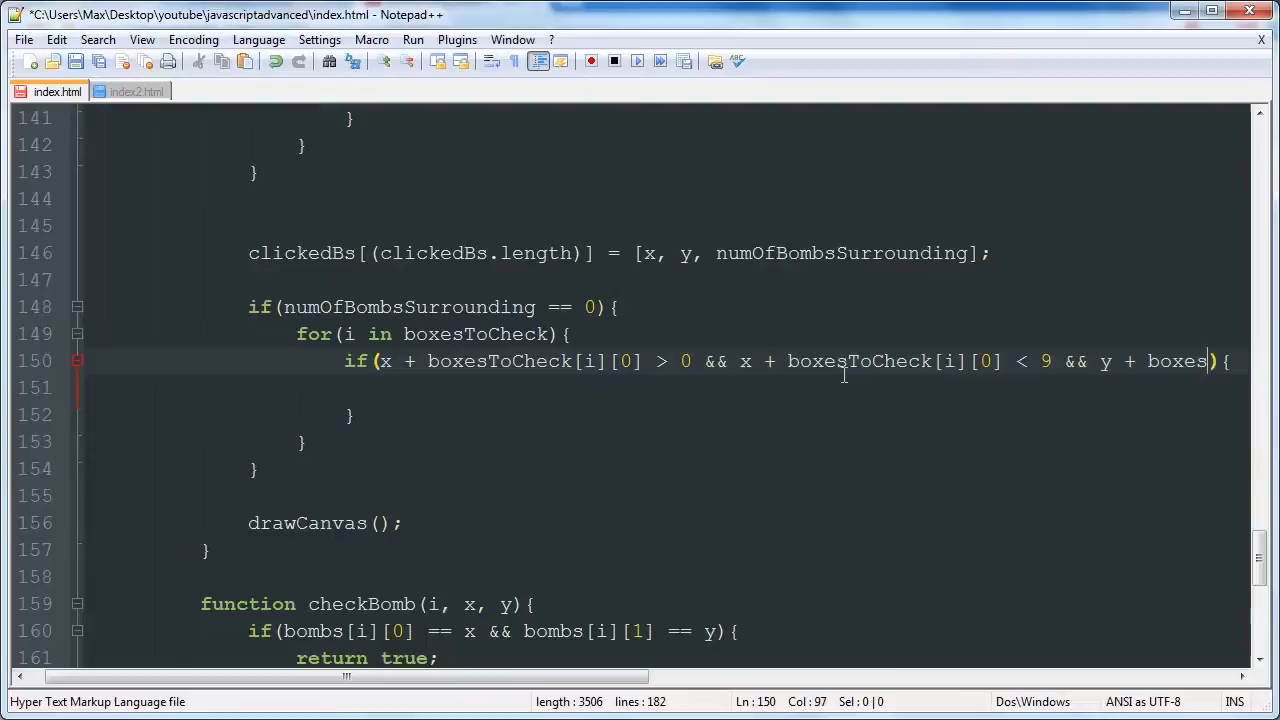 *C:\Users\Max\Desktop\youtube\javascriptadvanced\index.html - Notepad++
File Edit Search View Encoding Language Settings Macro Run Plugins Window ? X
index.html index2.html
141 }
142 }
143 }
144
145
146 clickedBs[(clickedBs.length)] = [x, y, numOfBombsSurrounding];
147
148 if(numOfBombsSurrounding == 0){
149 for(i in boxesToCheck){
150 if(x + boxesToCheck[i][0] > 0 && x + boxesToCheck[i][0] < 9 && y + boxes){
151
152 }
153 }
154 }
155
156 drawCanvas();
157 }
158
159 function checkBomb(i, x, y){
160 if(bombs[i][0] == x && bombs[i][1] == y){
161 return true;
Hyper Text Markup Language file length : 3506 lines : 182 Ln : 150 Col : 97 Sel : 0 | 0 Dos\Windows ANSI as UTF-8 INS